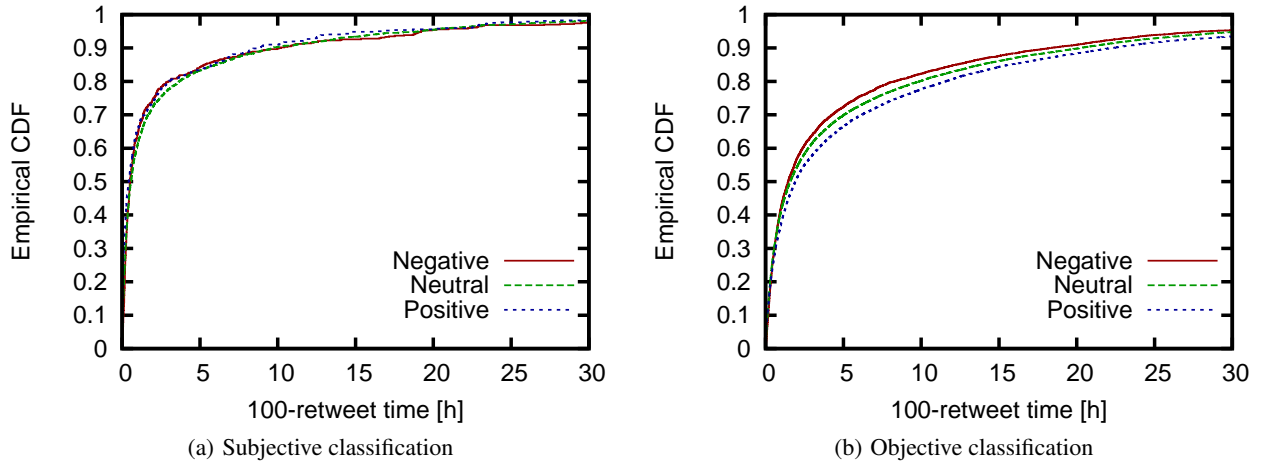 1
0.9
0.8
0.7
0.6
0.5
0.4
0.3
0.2
0.1
0
Empirical CDF
Negative
Neutral
Positive
0 5 10 15 20 25 30
100-retweet time [h]
(a) Subjective classification
1
0.9
0.8
0.7
0.6
0.5
0.4
0.3
0.2
0.1
0
Empirical CDF
Negative
Neutral
Positive
0 5 10 15 20 25 30
100-retweet time [h]
(b) Objective classification